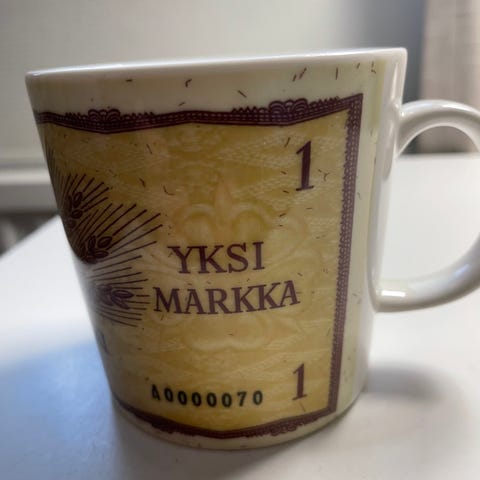 1
YKSI
MARKKA
A0000070
1